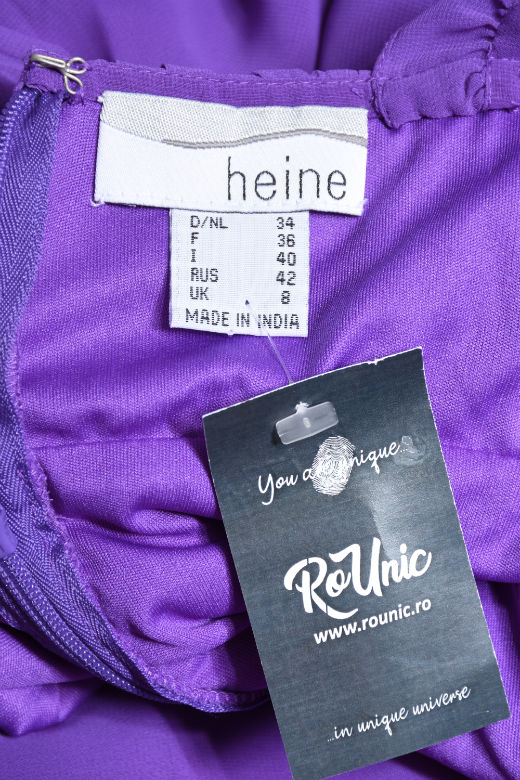 heine
D/NL 34
F 36
I 40
RUS 42
UK 8
MADE IN INDIA
You are unique...
RoUnic
www.rounic.ro
...in unique universe